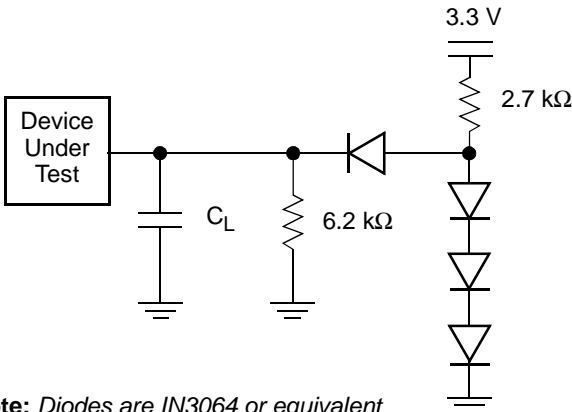 3.3 V
2.7 kΩ
Device
Under
Test
C_L
6.2 kΩ
te: Diodes are IN3064 or equivalent